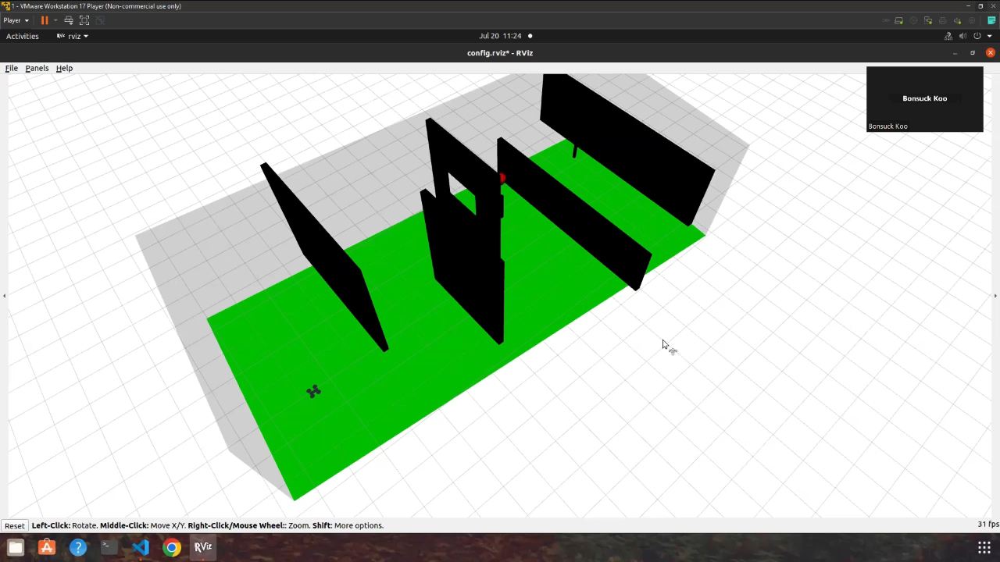 1 - VMware Workstation 17 Player (Non-commercial use only)
Player
Activities
rviz
Jul 20 11:24
config.rviz* - RViz
File
Panels
Help
Bonsuck Koo
Bonsuck Koo
Reset
Left-Click: Rotate. Middle-Click: Move X/Y. Right-Click/Mouse Wheel:: Zoom. Shift: More options.
31 fps
RViz